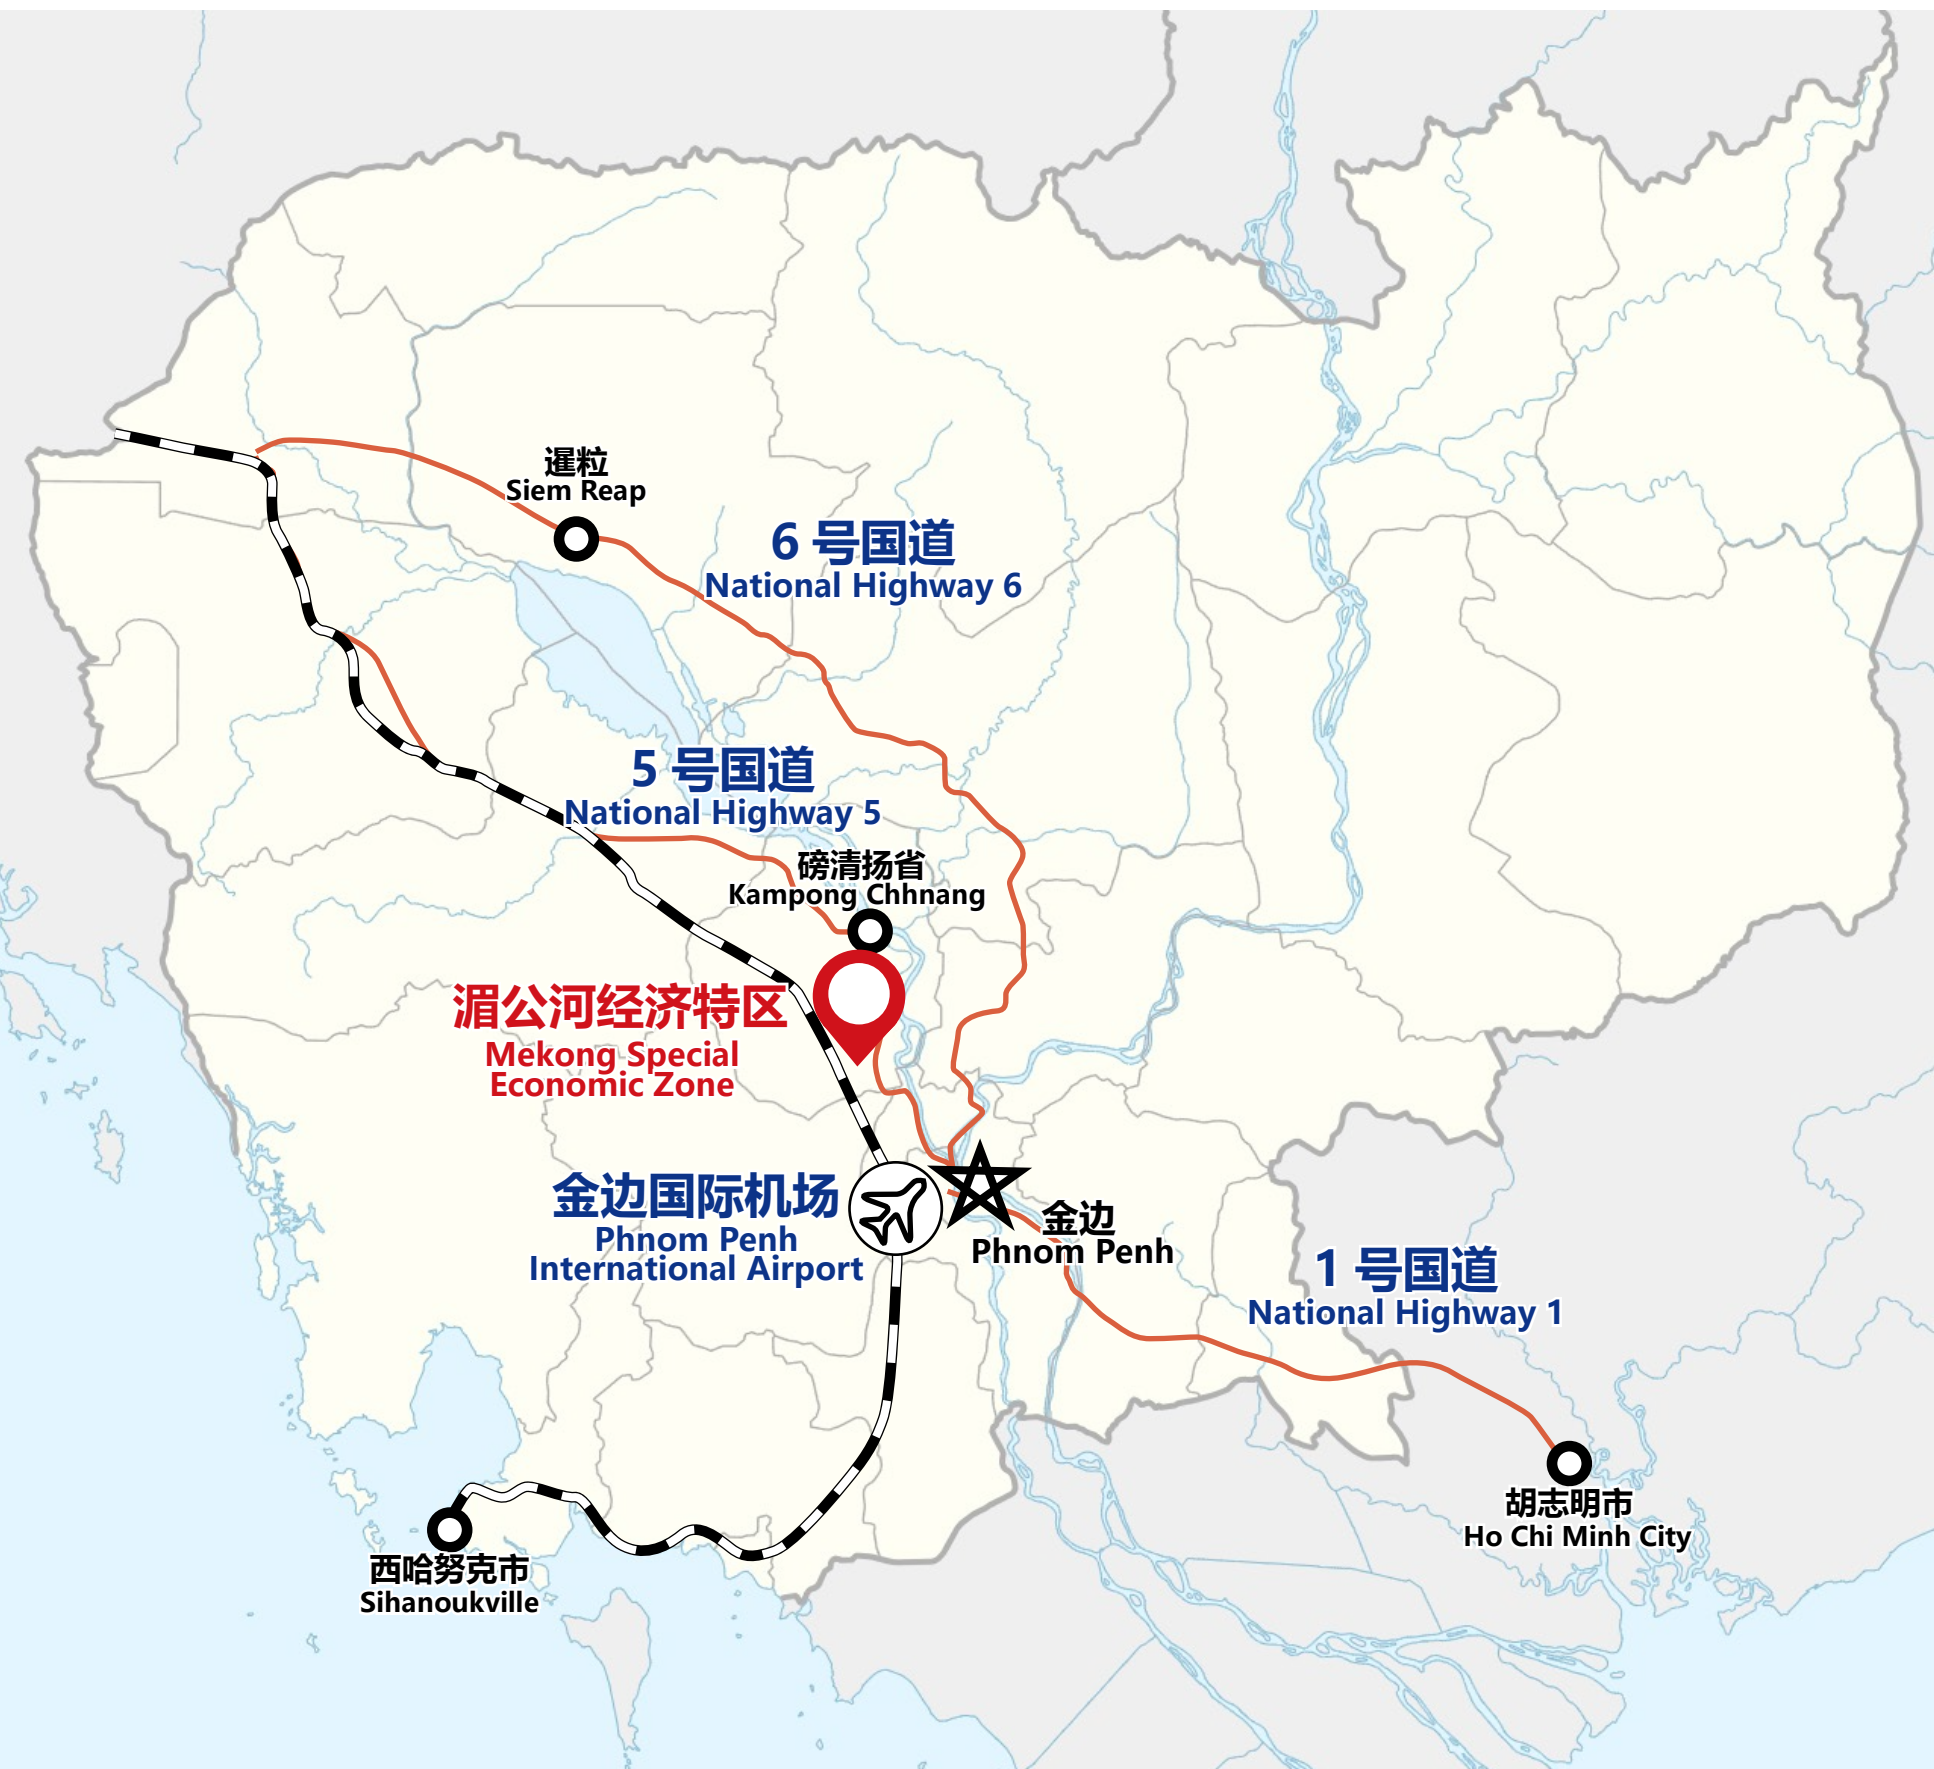 暹粒
Siem Reap
6 号国道
National Highway 6
5 号国道
National Highway 5
磅清扬省
Kampong Chhnang
湄公河经济特区
Mekong Special
Economic Zone
金边国际机场
Phnom Penh
International Airport
金边
Phnom Penh
1 号国道
National Highway 1
胡志明市
Ho Chi Minh City
西哈努克市
Sihanoukville